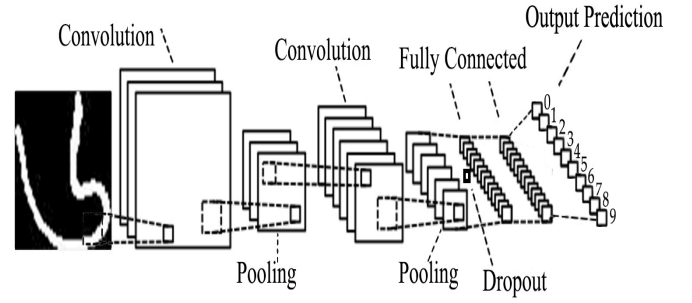 Output Prediction
Convolution
Convolution
Fully Connected
0
1
2
3
4
5
6
7
8
9
Pooling
Pooling
Dropout